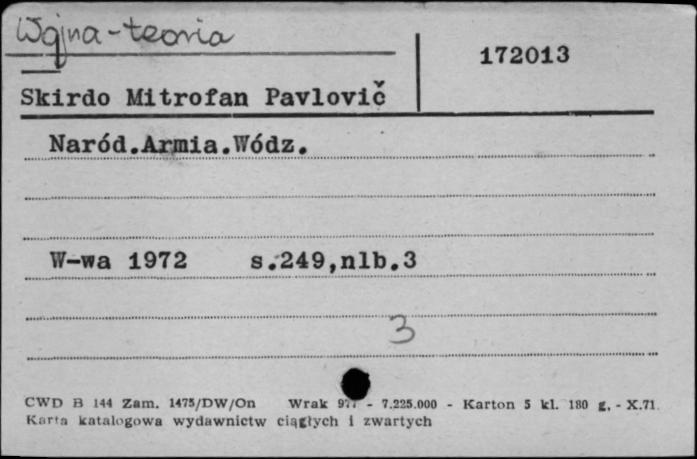 Wojna-teoria
172013
Skirdo Mitrofan Pavlovič
Naród.Armia.Wódz.
W-wa 1972 s.249,nlb.3
3
CWD B 144 Zam. 1475/DW/On Wrak - 7.225.000 - Karton 5 kl. 180 g, - X.71.
Karta katalogowa wydawnictw ciągłych i zwartych